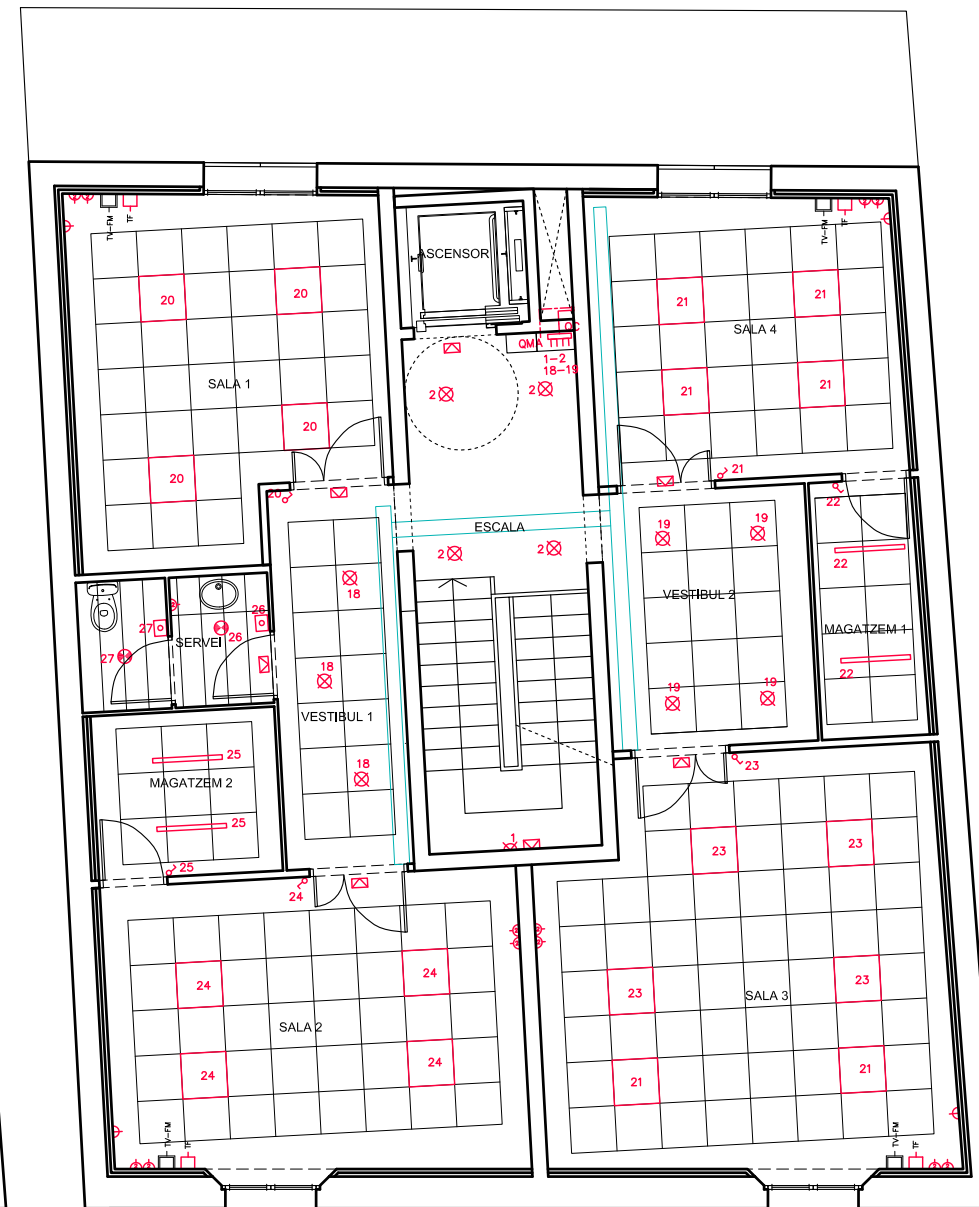 TV-FM
TF
TV-FM
TF
ASCENSOR
20
20
21
21
QC
QMA
1-2
18-19
SALA 4
SALA 1
2
2
21
21
20
20
20
21
22
ESCALA
19
19
2
2
22
18
VESTIBUL 2
26
27
26
SERVEI
MAGATZEM 1
27
18
22
19
19
VESTIBUL 1
25
23
18
MAGATZEM 2
25
1
23
23
25
24
24
24
23
23
SALA 3
SALA 2
24
24
21
21
TV-FM
TF
TV-FM
TF